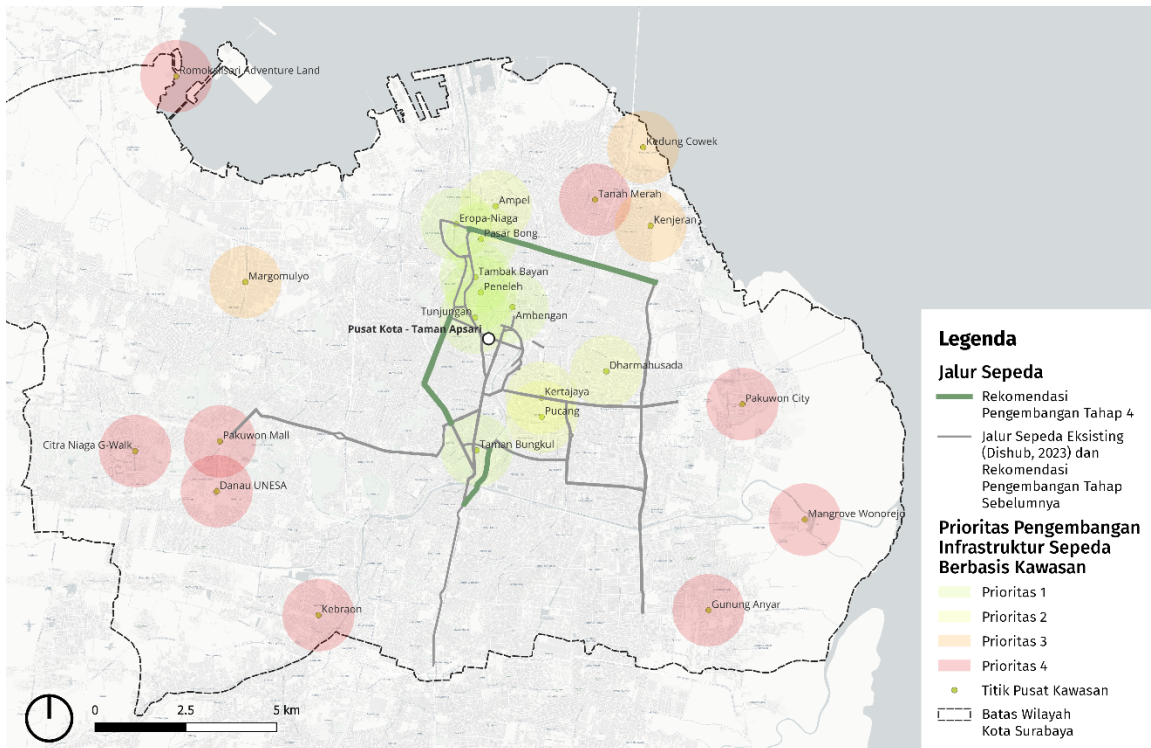 Romokalisari Adventure Land
Kedung Cowek
Tanah Merah
Ampel
Eropa-Niaga
Kenjeran
Pasar Bong
Margomulyo
Tambak Bayan
Peneleh
Tunjungan
Ambengan
Pusat Kota - Taman Apsari
Dharmahusada
Kertajaya
Pakuwon City
Pucang
Pakuwon Mall
Citra Niaga G-Walk
Taman Bungkul
Danau UNESA
Mangrove Wonorejo
Kebraon
Gunung Anyar
0 2.5 5 km
Legenda
Jalur Sepeda
Rekomendasi
Pengembangan Tahap 4
Jalur Sepeda Eksisting
(Dishub, 2023) dan
Rekomendasi
Pengembangan Tahap
Sebelumnya
Prioritas Pengembangan
Infrastruktur Sepeda
Berbasis Kawasan
Prioritas 1
Prioritas 2
Prioritas 3
Prioritas 4
Titik Pusat Kawasan
Batas Wilayah
Kota Surabaya